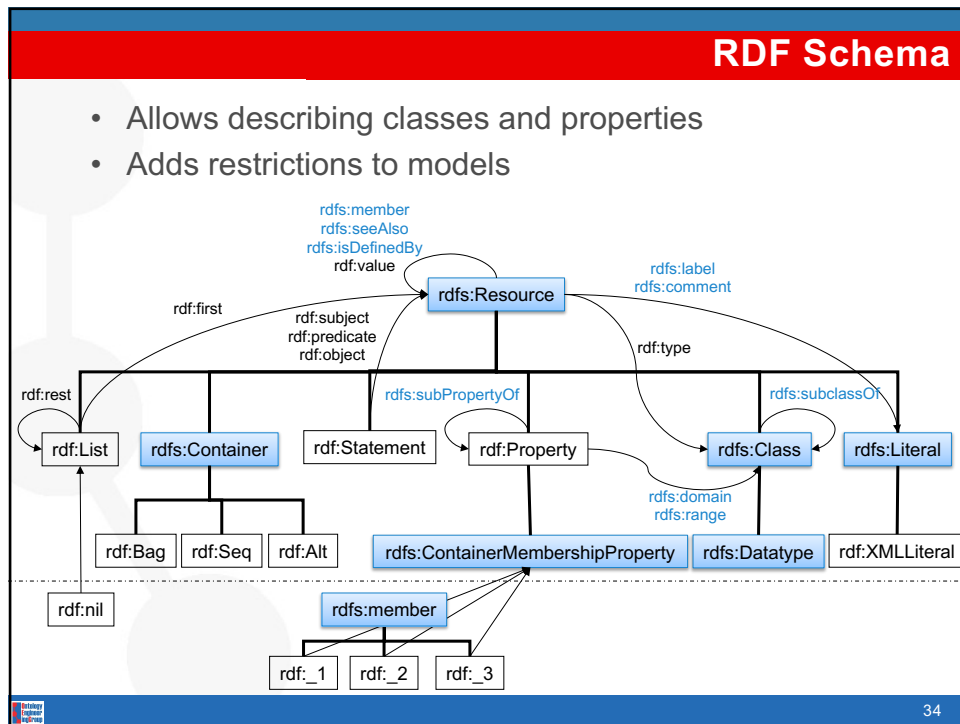 RDF Schema
• Allows describing classes and properties
• Adds restrictions to models
rdfs:member
rdfs:seeAlso
rdfs:isDefinedBy
rdf:value
rdfs:label
rdfs:comment
rdfs:Resource
rdf:first
rdf:subject
rdf:predicate
rdf:object
rdf:type
rdf:rest
rdfs:subPropertyOf
rdfs:subclassOf
rdf:List
rdfs:Container
rdf:Statement
rdf:Property
rdfs:Class
rdfs:Literal
rdfs:domain
rdfs:range
rdf:Bag
rdf:Seq
rdf:Alt
rdfs:ContainerMembershipProperty
rdfs:Datatype
rdf:XMLLiteral
rdf:nil
rdfs:member
rdf:_1
rdf:_2
rdf:_3
Ontology
Engineer
ingGroup
34